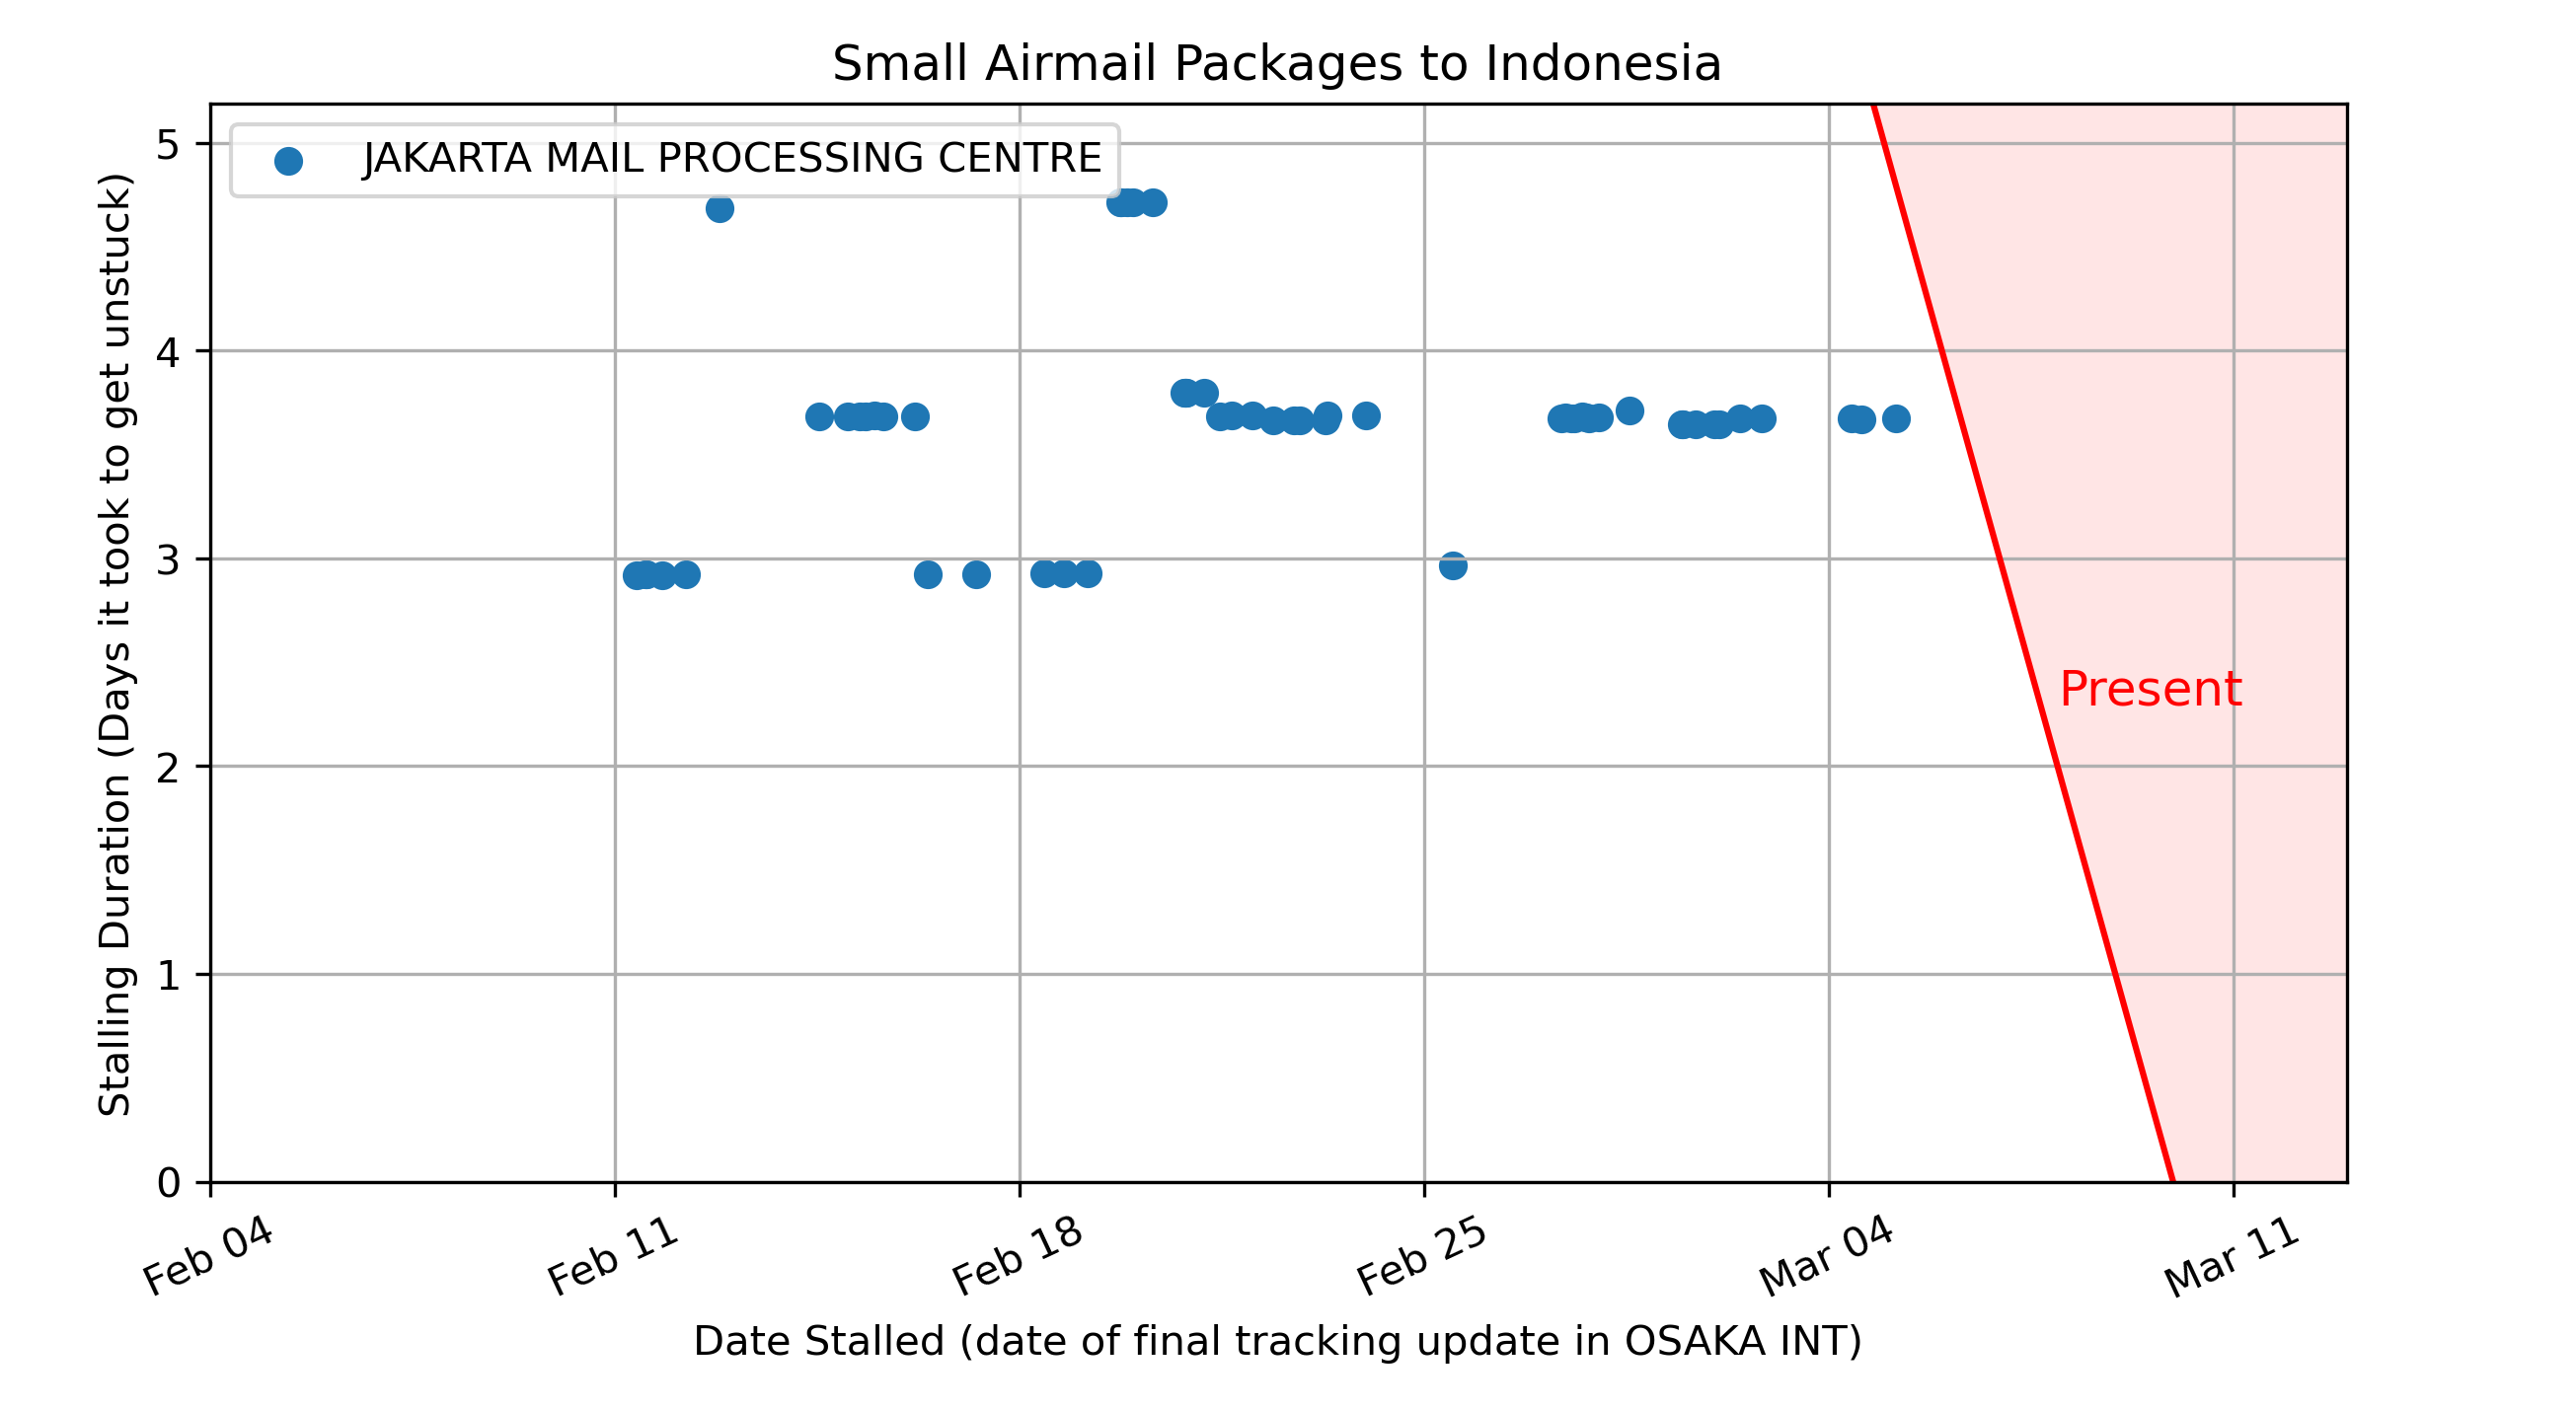 Small Airmail Packages to Indonesia
JAKARTA MAIL PROCESSING CENTRE
Stalling Duration (Days it took to get unstuck)
5
4
3
2
1
0
Present
Feb 04
Feb 11
Feb 18
Feb 25
Mar 04
Mar 11
Date Stalled (date of final tracking update in OSAKA INT)